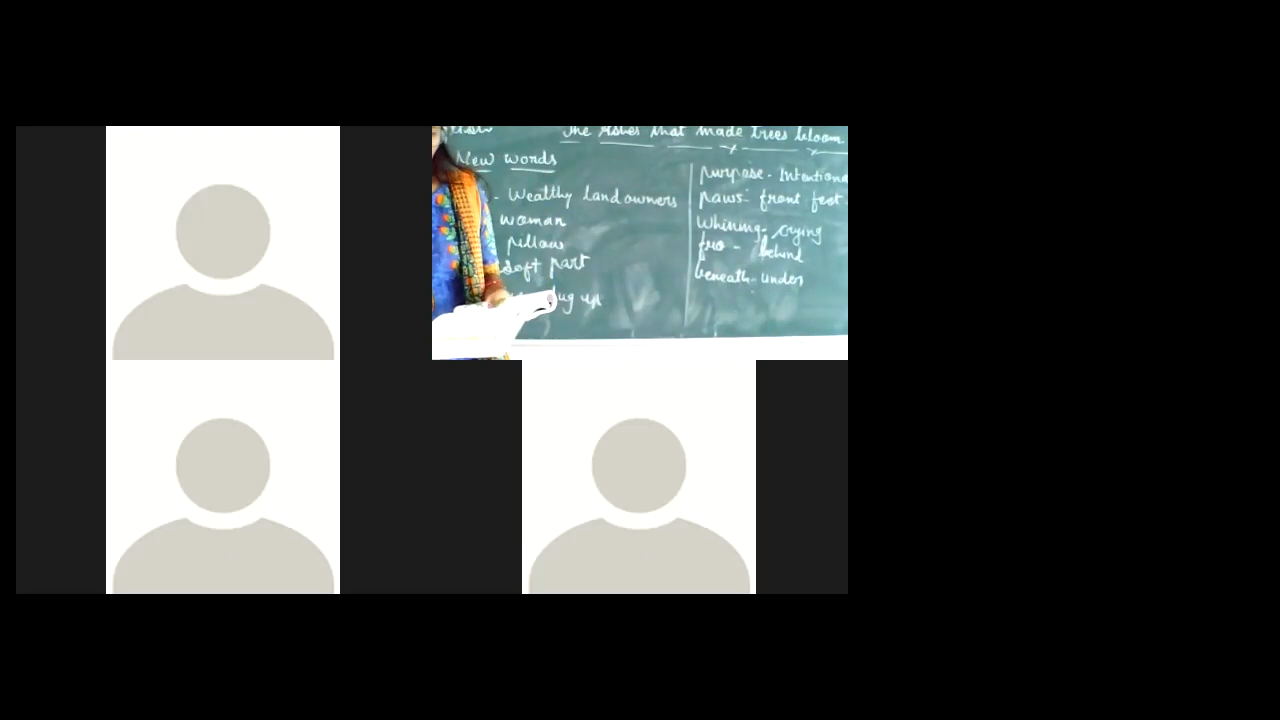 The Ashes that made trees bloom
New words
- Wealthy landowners
woman
pillow
Soft part
dug up
purpose - Intentiona
paws - front feet
Whining - crying
fro - behind
beneath - under